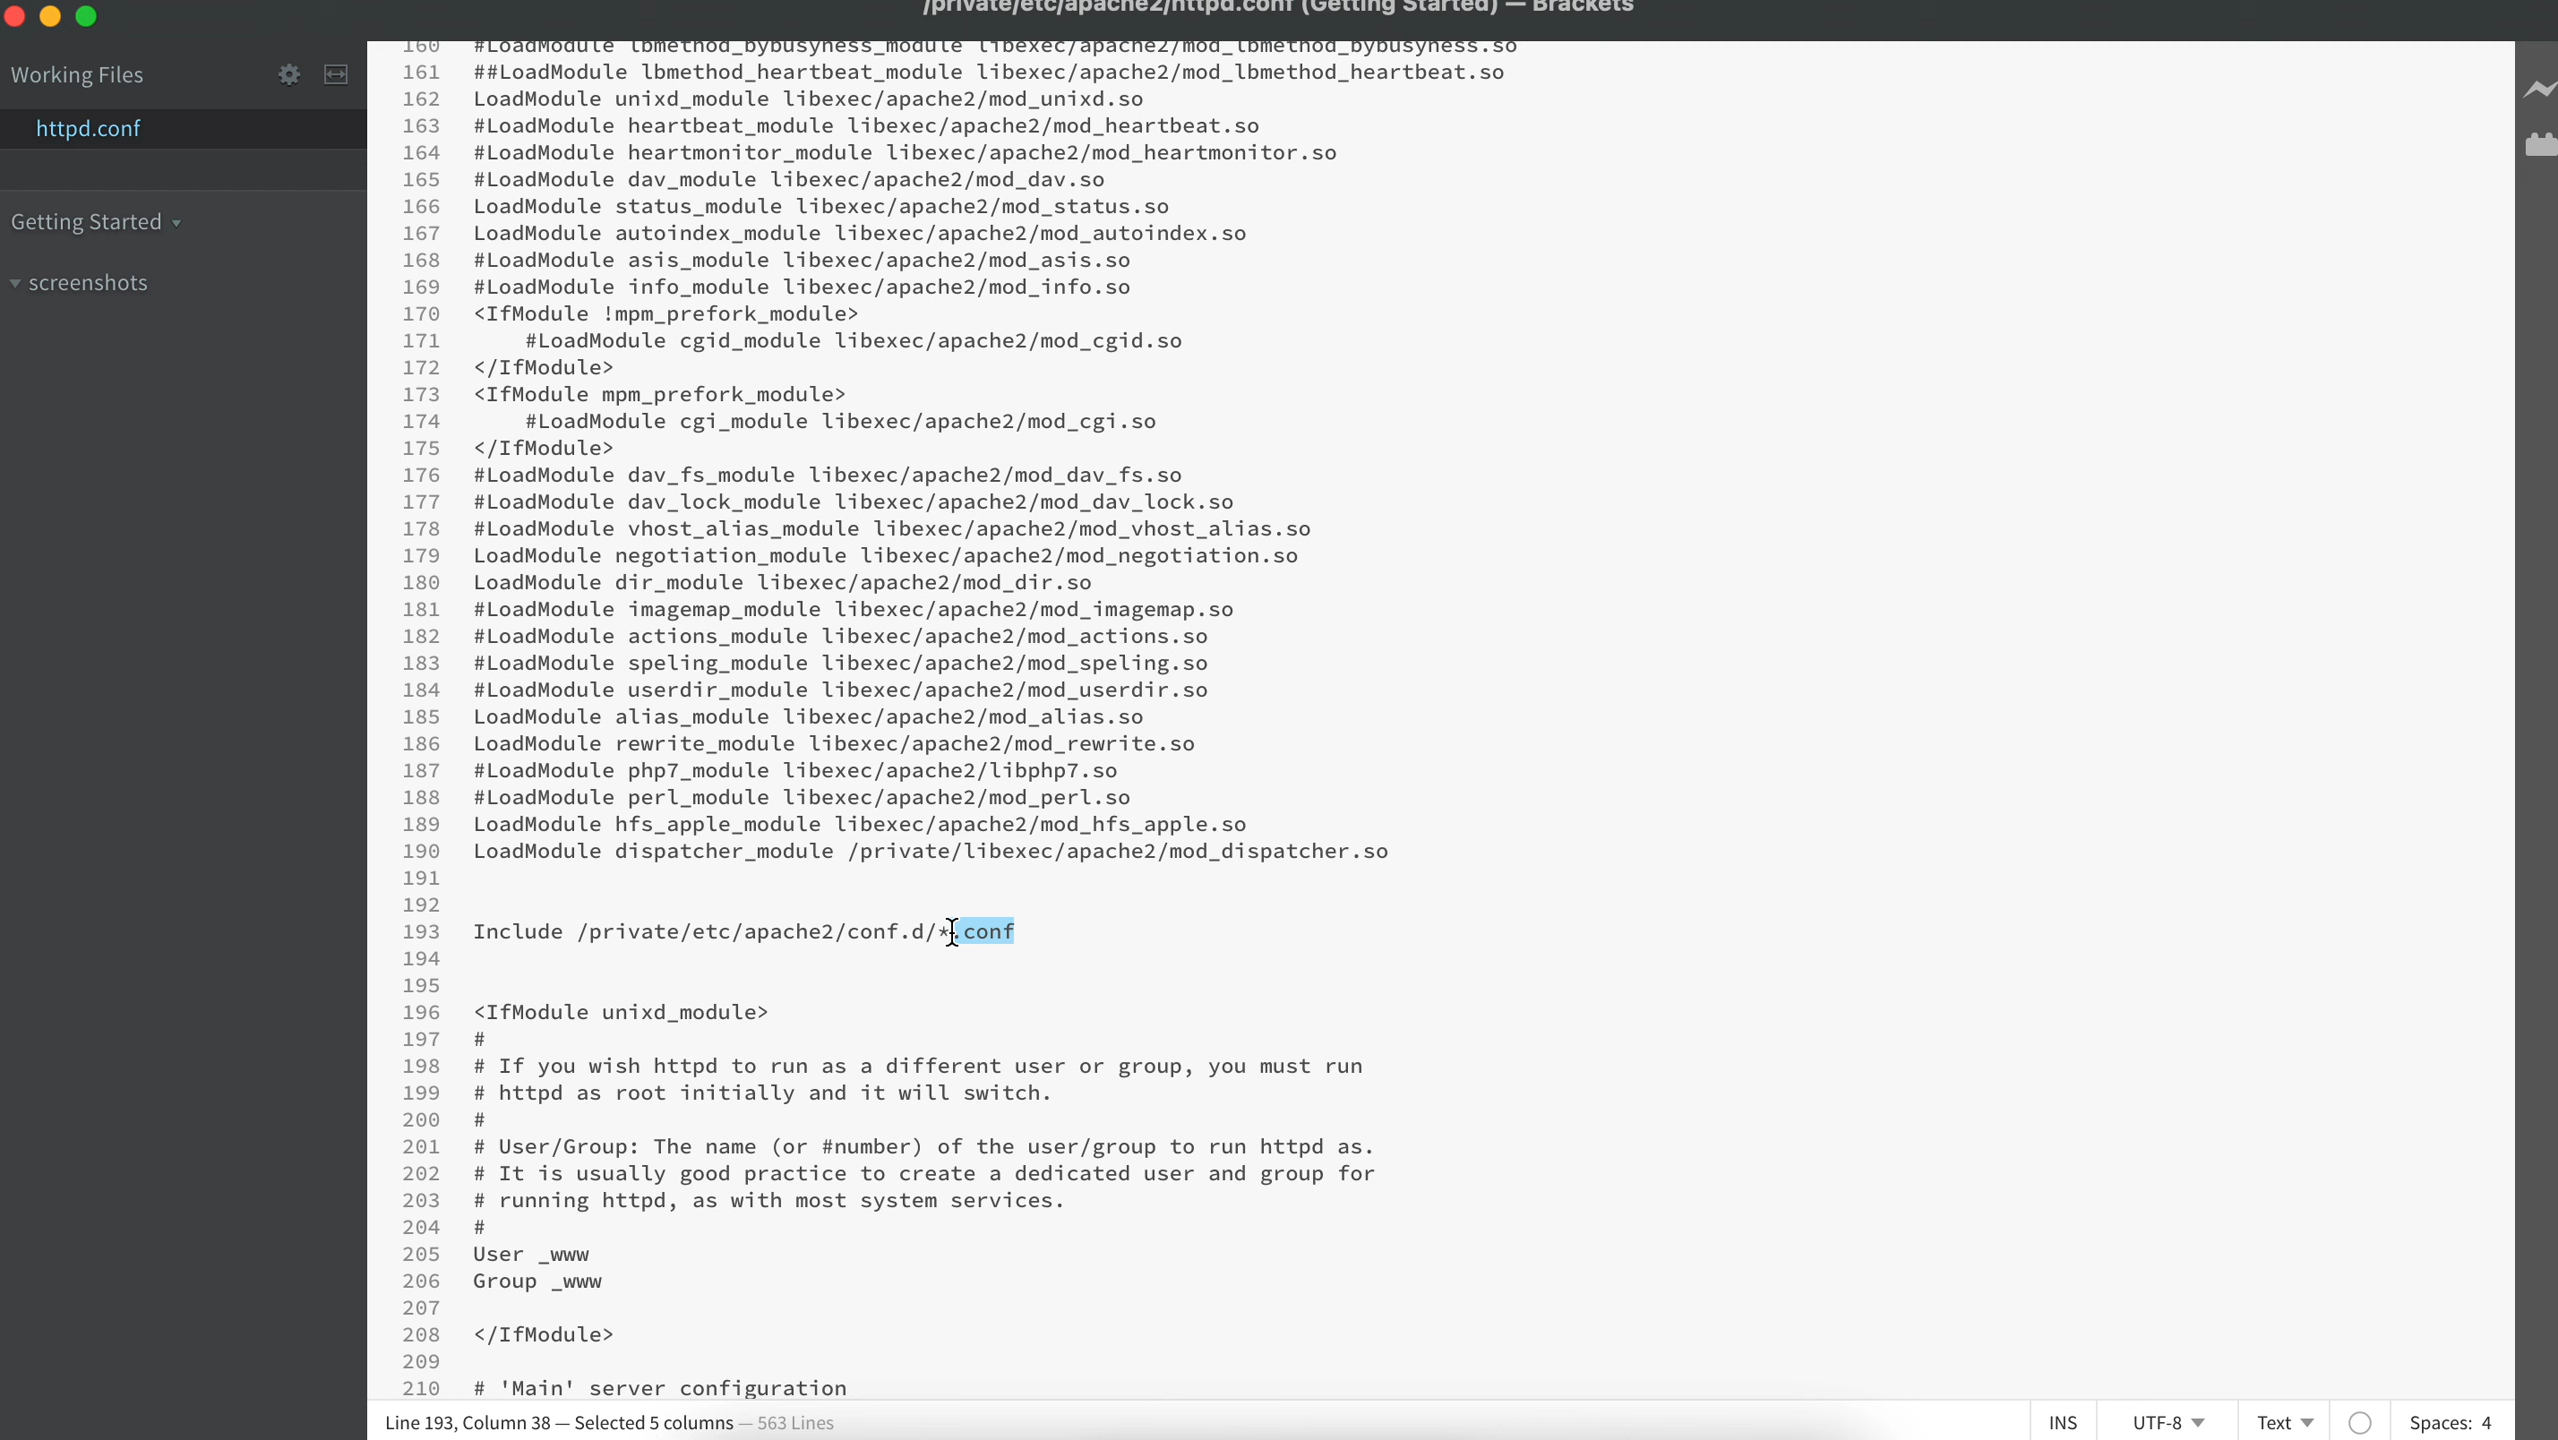 /private/etc/apache2/httpd.conf (Getting Started) — Brackets
Working Files
httpd.conf
Getting Started
screenshots
160 #LoadModule lbmethod_bybusyness_module libexec/apache2/mod_lbmethod_bybusyness.so
161 ##LoadModule lbmethod_heartbeat_module libexec/apache2/mod_lbmethod_heartbeat.so
162 LoadModule unixd_module libexec/apache2/mod_unixd.so
163 #LoadModule heartbeat_module libexec/apache2/mod_heartbeat.so
164 #LoadModule heartmonitor_module libexec/apache2/mod_heartmonitor.so
165 #LoadModule dav_module libexec/apache2/mod_dav.so
166 LoadModule status_module libexec/apache2/mod_status.so
167 LoadModule autoindex_module libexec/apache2/mod_autoindex.so
168 #LoadModule asis_module libexec/apache2/mod_asis.so
169 #LoadModule info_module libexec/apache2/mod_info.so
170 <IfModule !mpm_prefork_module>
171     #LoadModule cgid_module libexec/apache2/mod_cgid.so
172 </IfModule>
173 <IfModule mpm_prefork_module>
174     #LoadModule cgi_module libexec/apache2/mod_cgi.so
175 </IfModule>
176 #LoadModule dav_fs_module libexec/apache2/mod_dav_fs.so
177 #LoadModule dav_lock_module libexec/apache2/mod_dav_lock.so
178 #LoadModule vhost_alias_module libexec/apache2/mod_vhost_alias.so
179 LoadModule negotiation_module libexec/apache2/mod_negotiation.so
180 LoadModule dir_module libexec/apache2/mod_dir.so
181 #LoadModule imagemap_module libexec/apache2/mod_imagemap.so
182 #LoadModule actions_module libexec/apache2/mod_actions.so
183 #LoadModule speling_module libexec/apache2/mod_speling.so
184 #LoadModule userdir_module libexec/apache2/mod_userdir.so
185 LoadModule alias_module libexec/apache2/mod_alias.so
186 LoadModule rewrite_module libexec/apache2/mod_rewrite.so
187 #LoadModule php7_module libexec/apache2/libphp7.so
188 #LoadModule perl_module libexec/apache2/mod_perl.so
189 LoadModule hfs_apple_module libexec/apache2/mod_hfs_apple.so
190 LoadModule dispatcher_module /private/libexec/apache2/mod_dispatcher.so
191
192
193 Include /private/etc/apache2/conf.d/*.conf
194
195
196 <IfModule unixd_module>
197 #
198 # If you wish httpd to run as a different user or group, you must run
199 # httpd as root initially and it will switch.
200 #
201 # User/Group: The name (or #number) of the user/group to run httpd as.
202 # It is usually good practice to create a dedicated user and group for
203 # running httpd, as with most system services.
204 #
205 User _www
206 Group _www
207
208 </IfModule>
209
210 # 'Main' server configuration
Line 193, Column 38 — Selected 5 columns — 563 Lines
INS UTF-8 Text Spaces: 4